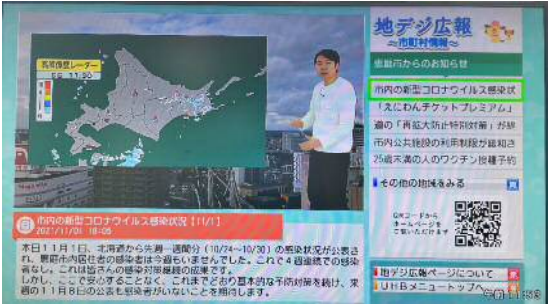 地デジ広報
～市町村情報～
恵庭市からのお知らせ
市内の新型コロナウイルス感染状
「えにわんチケットプレミアム」
道の「再拡大防止特別対策」が終
市内公共施設の利用制限が緩和さ
25歳未満の人のワクチン接種予約
その他の地域をみる
QRコードから
ホームページを
ご覧いただけます
地デジ広報ページについて
UHBメニュートップへ
午前11:53
気象庁レーダー
11:50
市内の新型コロナウイルス感染状況【11/1】
2021/11/01 18:05
本日11月1日、北海道から先週一週間分（10/24～10/30）の感染状況が公表さ
れ、恵庭市内居住者の感染者は今週もいませんでした。これで4週連続での感染
者なし。これは皆さんの感染対策継続の成果です。
しかし、ここで安心することなく、これまでどおり基本的な予防対策を続け、来
週の11月8日の公表も感染者がいないことを期待します。